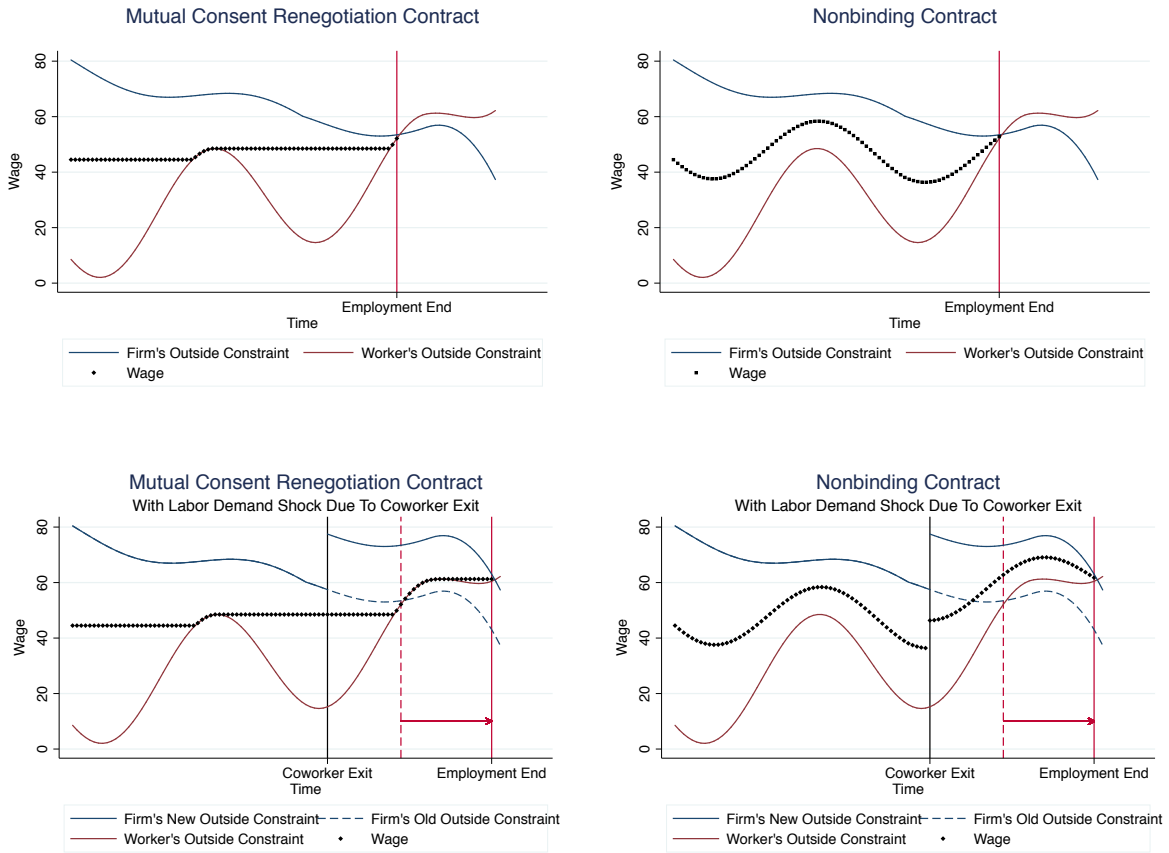 Mutual Consent Renegotiation Contract
80
60
40
20
0
Wage
Employment End
Time
Firm's Outside Constraint
Worker's Outside Constraint
Wage
Nonbinding Contract
80
60
40
20
0
Wage
Employment End
Time
Firm's Outside Constraint
Worker's Outside Constraint
Wage
Mutual Consent Renegotiation Contract
With Labor Demand Shock Due To Coworker Exit
80
60
40
20
0
Wage
Coworker Exit
Employment End
Time
Firm's New Outside Constraint
Firm's Old Outside Constraint
Worker's Outside Constraint
Wage
Nonbinding Contract
With Labor Demand Shock Due To Coworker Exit
80
60
40
20
0
Wage
Coworker Exit
Employment End
Time
Firm's New Outside Constraint
Firm's Old Outside Constraint
Worker's Outside Constraint
Wage